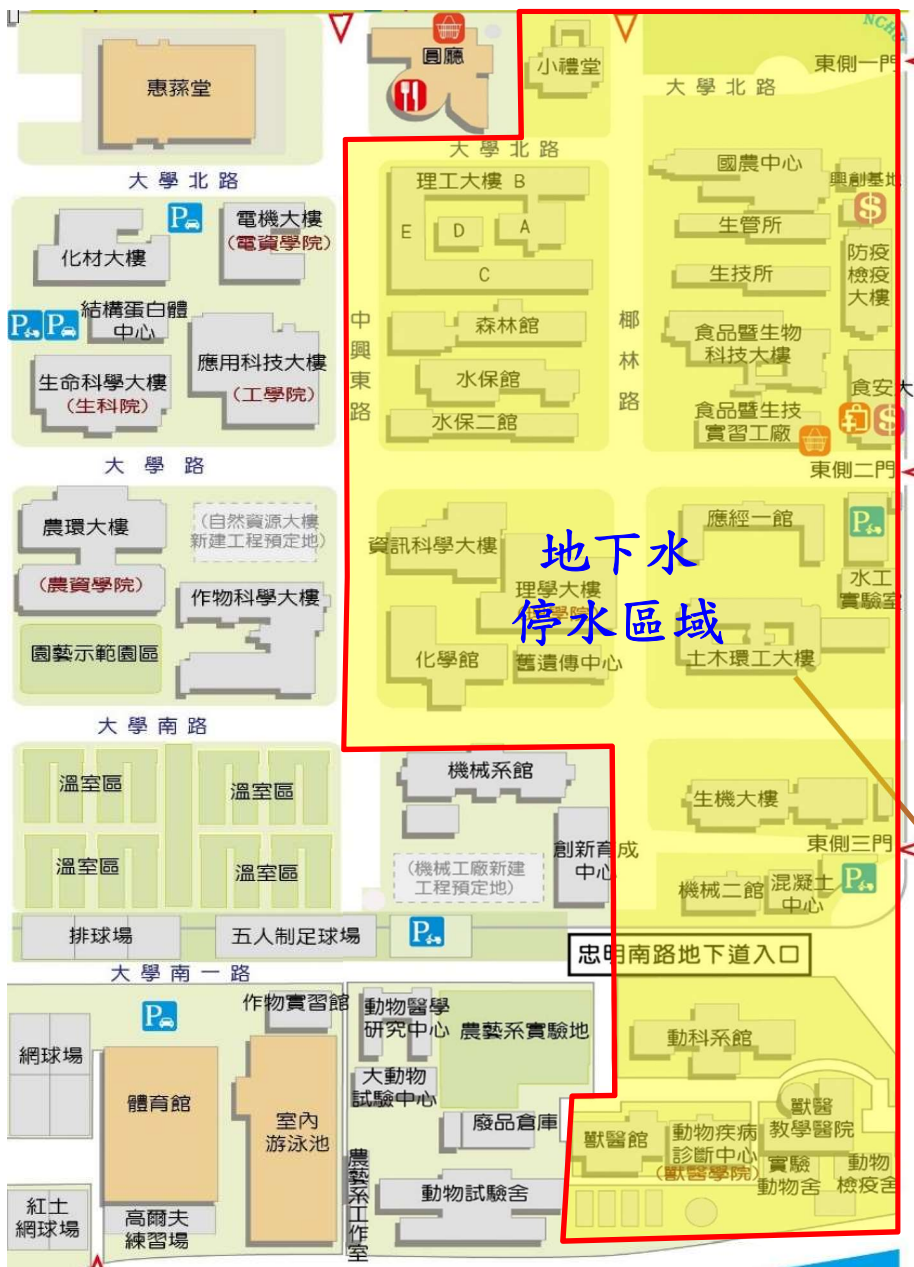 NCHU
惠蓀堂
圓廳
小禮堂
東側一門
大學北路
大學北路
大學北路
理工大樓 B
E
D
A
C
國農中心
興創基地
生管所
生技所
防疫
檢疫
大樓
電機大樓
(電資學院)
化材大樓
結構蛋白體
中心
生命科學大樓
(生科院)
應用科技大樓
(工學院)
中興東路
椰林路
森林館
水保館
水保二館
食品暨生物
科技大樓
食品暨生技
實習工廠
食安大
大學路
東側二門
農環大樓
(農資學院)
(自然資源大樓
新建工程預定地)
作物科學大樓
園藝示範園區
資訊科學大樓
理學大樓
化學館
舊遺傳中心
地下水
停水區域
應經一館
水工
實驗室
土木環工大樓
大學南路
溫室區
溫室區
溫室區
溫室區
機械系館
(機械工廠新建
工程預定地)
創新育成
中心
生機大樓
東側三門
機械二館
混凝土
中心
排球場
五人制足球場
忠明南路地下道入口
大學南一路
網球場
體育館
作物實習館
室內
游泳池
動物醫學
研究中心
農藝系實驗地
大動物
試驗中心
廢品倉庫
動物試驗舍
農藝系工作室
紅土
網球場
高爾夫
練習場
動科系館
獸醫館
動物疾病
診斷中心
(獸醫學院)
獸醫
教學醫院
實驗
動物舍
動物
檢疫舍